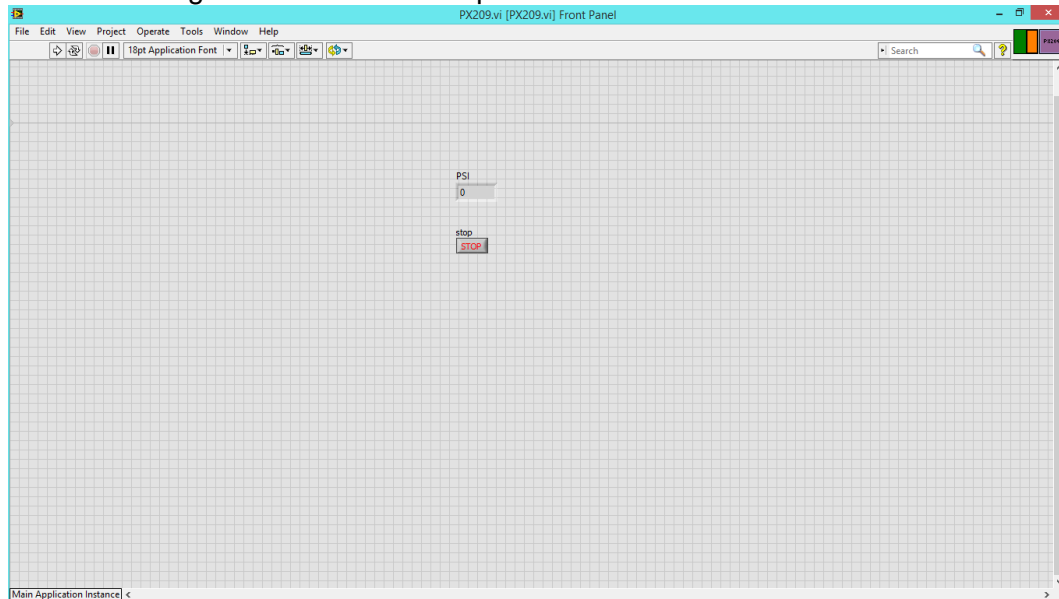 PX209.vi [PX209.vi] Front Panel
File Edit View Project Operate Tools Window Help
18pt Application Font
Search
PSI
0
stop
STOP
Main Application Instance